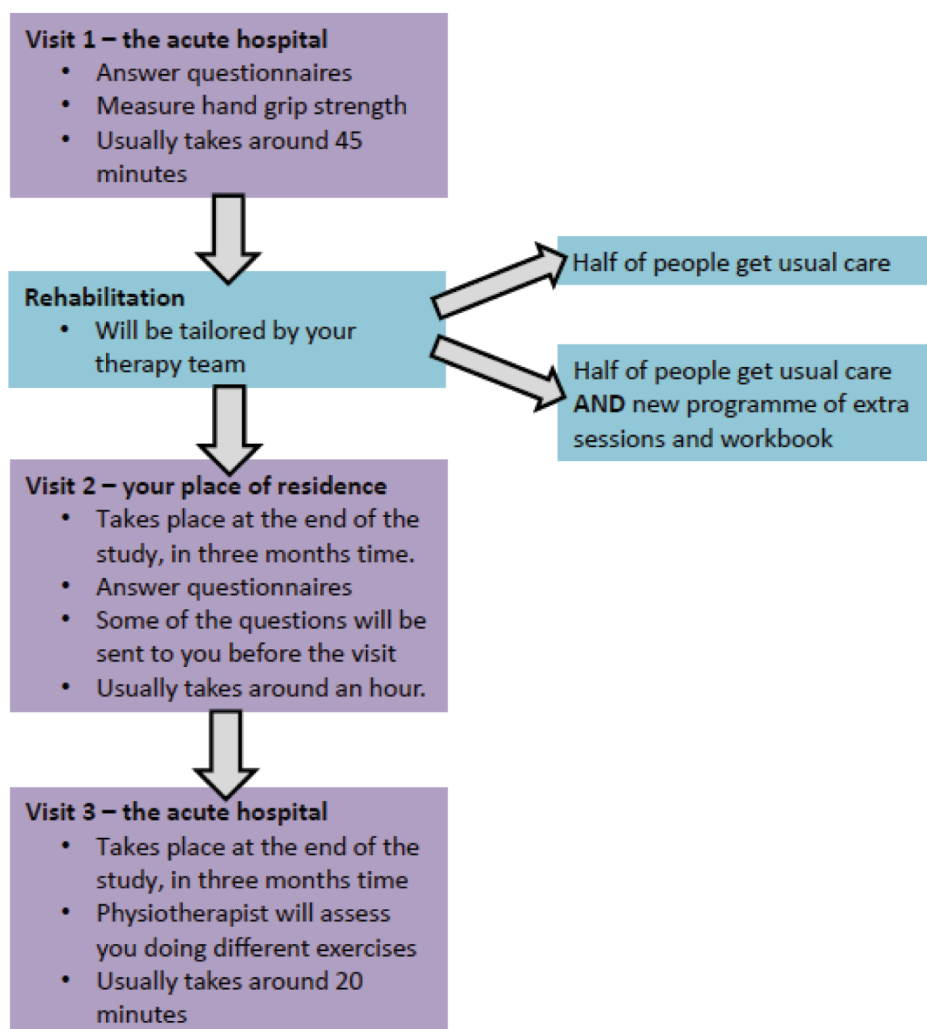 Visit 1 – the acute hospital
• Answer questionnaires
• Measure hand grip strength
• Usually takes around 45
minutes
Rehabilitation
• Will be tailored by your
therapy team
Half of people get usual care
Half of people get usual care
AND new programme of extra
sessions and workbook
Visit 2 – your place of residence
• Takes place at the end of the
study, in three months time.
• Answer questionnaires
• Some of the questions will be
sent to you before the visit
• Usually takes around an hour.
Visit 3 – the acute hospital
• Takes place at the end of the
study, in three months time
• Physiotherapist will assess
you doing different exercises
• Usually takes around 20
minutes